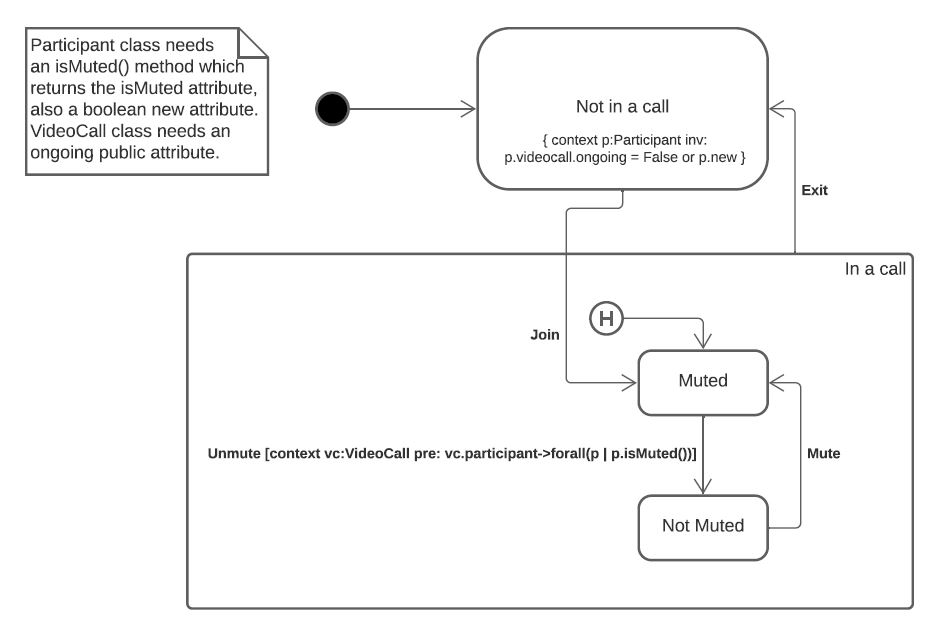 Participant class needs
an isMuted() method which
returns the isMuted attribute,
also a boolean new attribute.
VideoCall class needs an
ongoing public attribute.
Not in a call
{ context p:Participant inv:
p.videocall.ongoing = False or p.new }
Exit
In a call
H
Join
Muted
Unmute [context vc:VideoCall pre: vc.participant->forall(p | p.isMuted())]
Mute
Not Muted